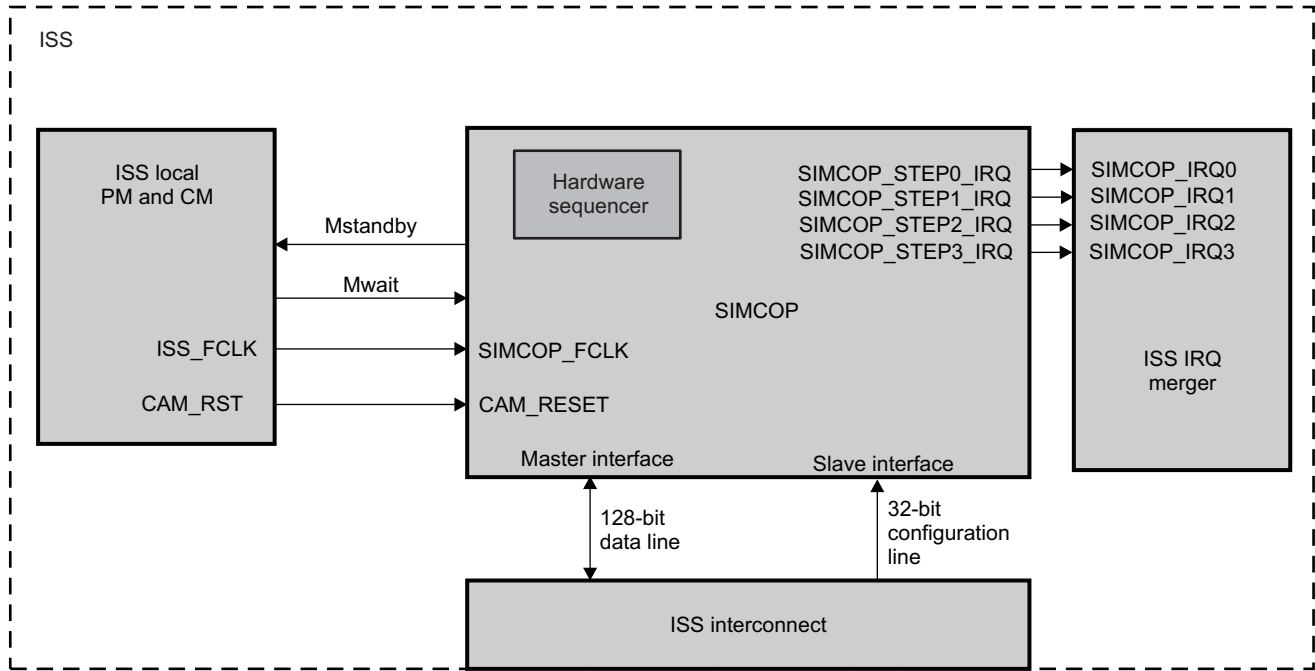 ISS
ISS local
PM and CM
Mstandby
Mwait
ISS_FCLK
CAM_RST
Hardware
sequencer
SIMCOP_STEP0_IRQ
SIMCOP_STEP1_IRQ
SIMCOP_STEP2_IRQ
SIMCOP_STEP3_IRQ
SIMCOP
SIMCOP_FCLK
CAM_RESET
Master interface
Slave interface
SIMCOP_IRQ0
SIMCOP_IRQ1
SIMCOP_IRQ2
SIMCOP_IRQ3
ISS IRQ
merger
128-bit
data line
32-bit
configuration
line
ISS interconnect